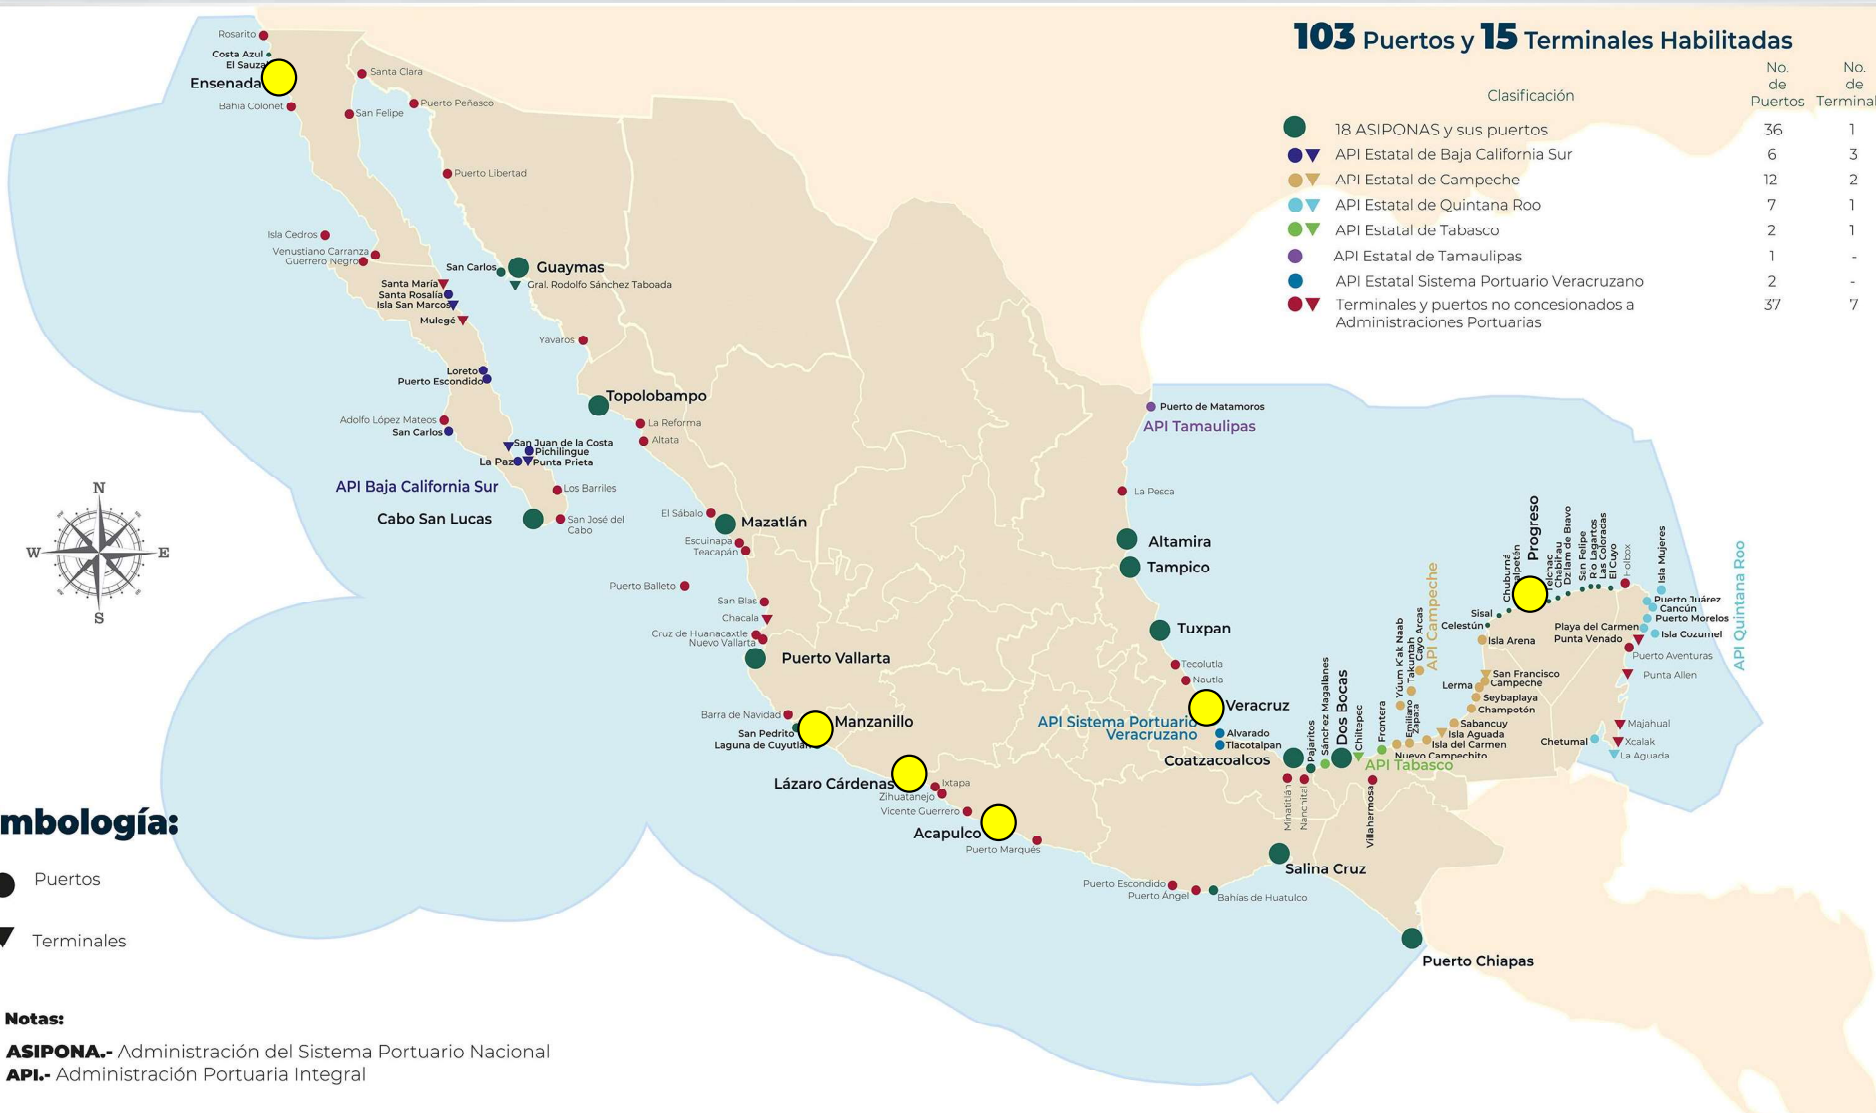 103 Puertos y 15 Terminales Habilitadas
Clasificación
No. de Puertos
No. de
18 ASIPONAS y sus puertos 36 1
API Estatal de Baja California Sur 6 3
API Estatal de Campeche 12 2
API Estatal de Quintana Roo 7 1
API Estatal de Tabasco 2 1
API Estatal de Tamaulipas 1 -
API Estatal Sistema Portuario Veracruzano 2 -
Terminales y puertos no concesionados a 37 7
Administraciones Portuarias
Rosarito
Costa Azul
El Sauzal
Ensenada
Bahía Colonet
Santa Clara
San Felipe
Puerto Peñasco
Puerto Libertad
Isla Cedros
Venustiano Carranza
Guerrero Negro
San Carlos
Guaymas
Gral. Rodolfo Sánchez Taboada
Santa María
Santa Rosalía
Isla San Marcos
Mulegé
Yavaros
Loreto
Puerto Escondido
Topolobampo
La Reforma
Altata
Adolfo López Mateos
San Carlos
San Juan de la Costa
Pichilingue
La Paz
Punta Prieta
API Baja California Sur
Los Barriles
Cabo San Lucas
San José del
Cabo
El Sábalo
Mazatlán
Escuinapa
Teacapán
Puerto Balleto
San Blas
Chacala
Cruz de Huanacaxtle
Nuevo Vallarta
Puerto Vallarta
Barra de Navidad
San Pedrito
Laguna de Cuyutlán
Manzanillo
Lázaro Cárdenas
Ixtapa
Zihuatanejo
Vicente Guerrero
Acapulco
Puerto Marqués
Puerto Escondido
Puerto Ángel
Bahías de Huatulco
Salina Cruz
Puerto Chiapas
Puerto de Matamoros
API Tamaulipas
La Pesca
Altamira
Tampico
Tuxpan
Tecolutla
Nautla
Veracruz
API Sistema Portuario
Veracruzano
Alvarado
Tlacotalpan
Coatzacoalcos
Pajaritos
Minatitlán
Nanchital
Sánchez Magallanes
Dos Bocas
Chiltepec
Frontera
API Tabasco
Villahermosa
Yúum K'ak Naab
Takuntah
Cayo Arcas
API Campeche
Emiliano
Zapata
Nuevo Campechito
Isla del Carmen
Isla Aguada
Sabancuy
Champotón
Seybaplaya
Lerma
Campeche
San Francisco
Isla Arena
Celestún
Sisal
Chuburná
Progreso
Telchac
Chabihau
Dzilam de Bravo
San Felipe
Río Lagartos
Las Coloradas
El Cuyo
Holbox
Isla Mujeres
Puerto Juárez
Cancún
Puerto Morelos
Playa del Carmen
Isla Cozumel
Punta Venado
Puerto Aventuras
Punta Allen
Majahual
Chetumal
Xcalak
La Aguada
API Quintana Roo
N
W
E
S
mbología:
Puertos
Terminales
Notas:
ASIPONA.- Administración del Sistema Portuario Nacional
API.- Administración Portuaria Integral